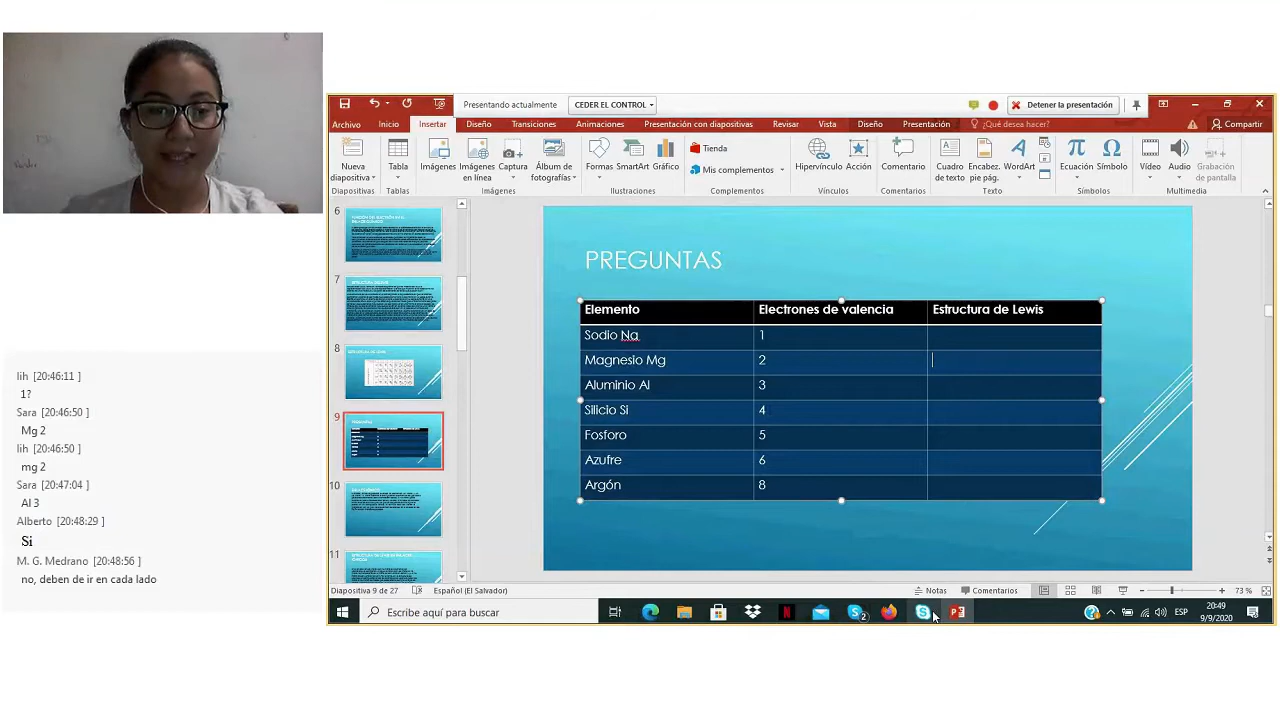 Presentando actualmente
CEDER EL CONTROL
Detener la presentación
Archivo
Inicio
Insertar
Diseño
Transiciones
Animaciones
Presentación con diapositivas
Revisar
Vista
Diseño
Presentación
¿Qué desea hacer?
Compartir
Nueva diapositiva
Tabla
Imágenes
Imágenes en línea
Captura
Álbum de fotografías
Formas
SmartArt
Gráfico
Tienda
Mis complementos
Hipervínculo
Acción
Comentario
Cuadro de texto
Encabez. pie pág.
WordArt
Ecuación
Símbolo
Vídeo
Audio
Grabación de pantalla
Diapositivas
Tablas
Imágenes
Ilustraciones
Complementos
Vínculos
Comentarios
Texto
Símbolos
Multimedia
6
7
8
9
10
11
PREGUNTAS
Elemento Electrones de valencia Estructura de Lewis
Sodio Na 1
Magnesio Mg 2
Aluminio Al 3
Silicio Si 4
Fosforo 5
Azufre 6
Argón 8
lih [20:46:11 ]
1?
Sara [20:46:50 ]
Mg 2
lih [20:46:50 ]
mg 2
Sara [20:47:04 ]
Al 3
Alberto [20:48:29 ]
Si
M. G. Medrano [20:48:56 ]
no, deben de ir en cada lado
Diapositiva 9 de 27
Español (El Salvador)
Notas
Comentarios
73 %
Escribe aquí para buscar
2
ESP
20:49
9/9/2020